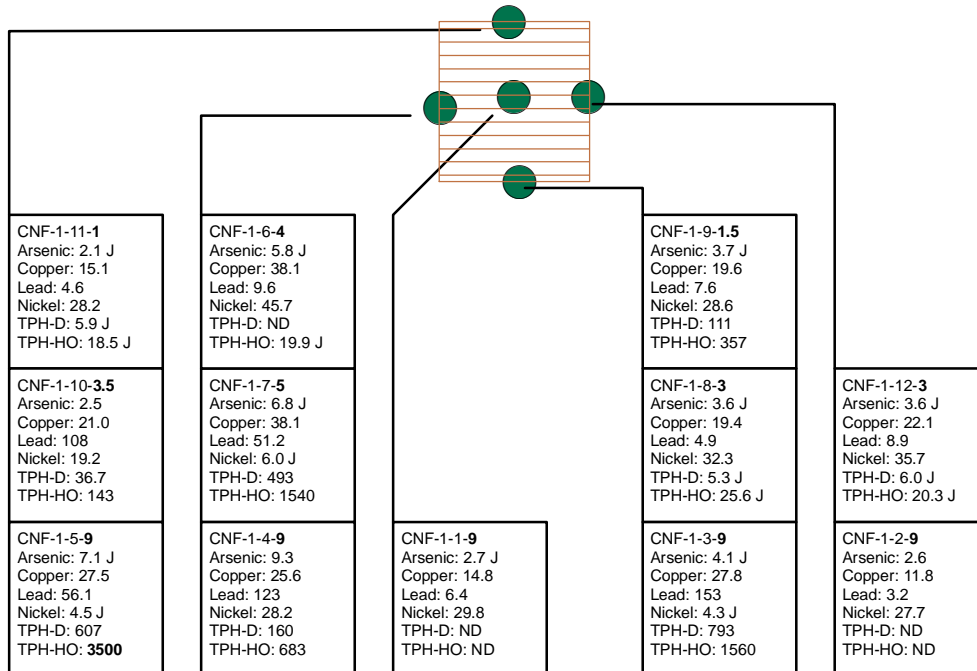 CNF-1-11-1
Arsenic: 2.1 J
Copper: 15.1
Lead: 4.6
Nickel: 28.2
TPH-D: 5.9 J
TPH-HO: 18.5 J
CNF-1-10-3.5
Arsenic: 2.5
Copper: 21.0
Lead: 108
Nickel: 19.2
TPH-D: 36.7
TPH-HO: 143
CNF-1-5-9
Arsenic: 7.1 J
Copper: 27.5
Lead: 56.1
Nickel: 4.5 J
TPH-D: 607
TPH-HO: 3500
CNF-1-6-4
Arsenic: 5.8 J
Copper: 38.1
Lead: 9.6
Nickel: 45.7
TPH-D: ND
TPH-HO: 19.9 J
CNF-1-7-5
Arsenic: 6.8 J
Copper: 38.1
Lead: 51.2
Nickel: 6.0 J
TPH-D: 493
TPH-HO: 1540
CNF-1-4-9
Arsenic: 9.3
Copper: 25.6
Lead: 123
Nickel: 28.2
TPH-D: 160
TPH-HO: 683
CNF-1-1-9
Arsenic: 2.7 J
Copper: 14.8
Lead: 6.4
Nickel: 29.8
TPH-D: ND
TPH-HO: ND
CNF-1-9-1.5
Arsenic: 3.7 J
Copper: 19.6
Lead: 7.6
Nickel: 28.6
TPH-D: 111
TPH-HO: 357
CNF-1-8-3
Arsenic: 3.6 J
Copper: 19.4
Lead: 4.9
Nickel: 32.3
TPH-D: 5.3 J
TPH-HO: 25.6 J
CNF-1-3-9
Arsenic: 4.1 J
Copper: 27.8
Lead: 153
Nickel: 4.3 J
TPH-D: 793
TPH-HO: 1560
CNF-1-12-3
Arsenic: 3.6 J
Copper: 22.1
Lead: 8.9
Nickel: 35.7
TPH-D: 6.0 J
TPH-HO: 20.3 J
CNF-1-2-9
Arsenic: 2.6
Copper: 11.8
Lead: 3.2
Nickel: 27.7
TPH-D: ND
TPH-HO: ND